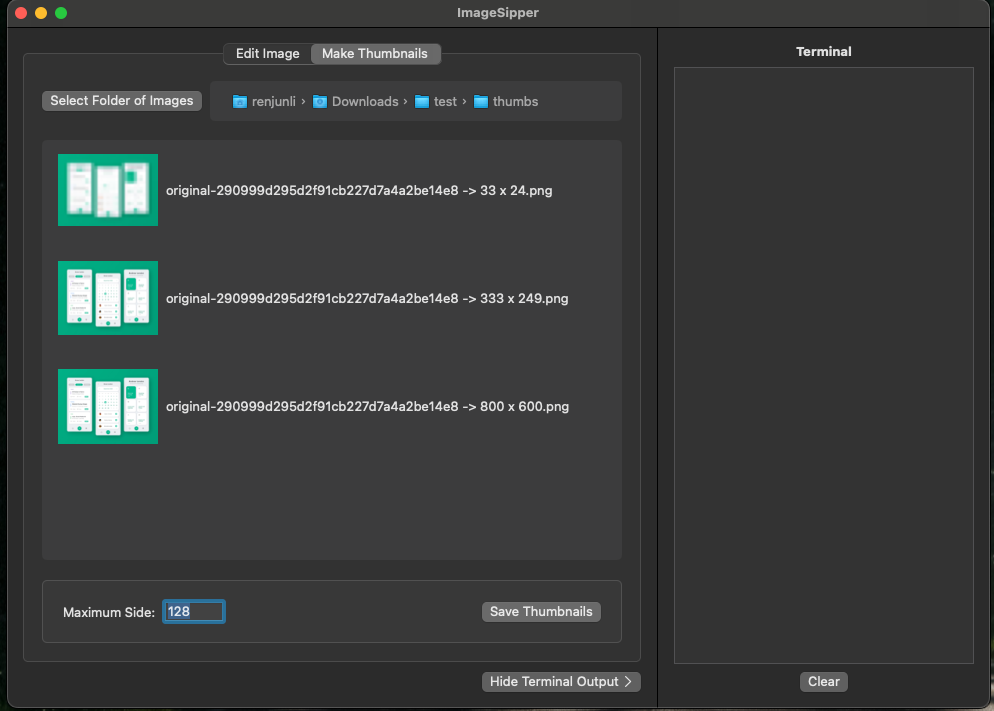 ImageSipper
Edit Image
Make Thumbnails
Select Folder of Images
renjunli › Downloads › test › thumbs
original-290999d295d2f91cb227d7a4a2be14e8 -> 33 x 24.png
original-290999d295d2f91cb227d7a4a2be14e8 -> 333 x 249.png
original-290999d295d2f91cb227d7a4a2be14e8 -> 800 x 600.png
Maximum Side: 128
Save Thumbnails
Hide Terminal Output >
Terminal
Clear